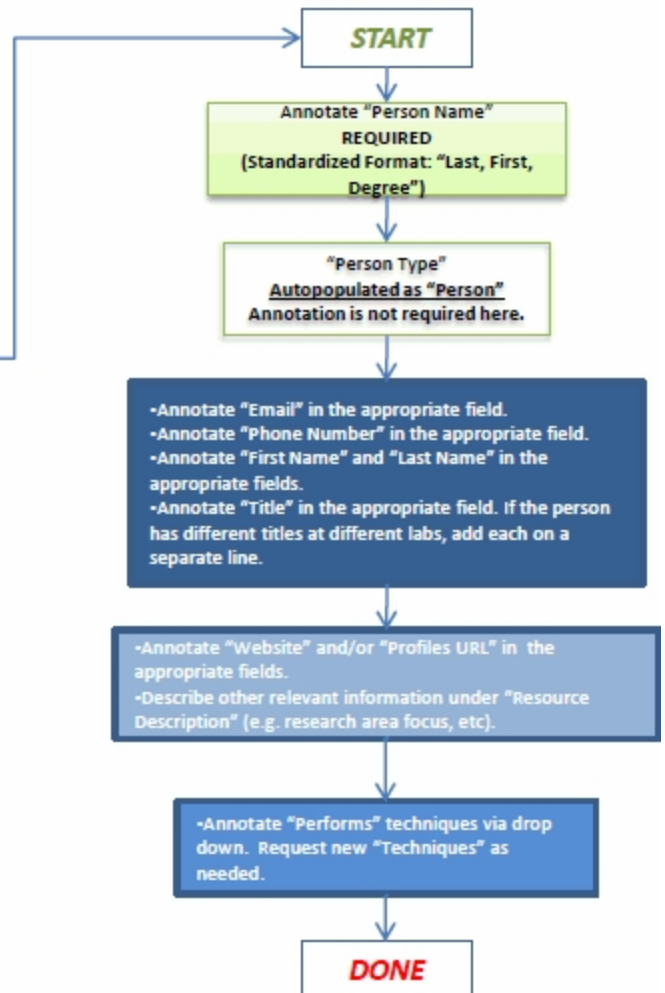 START
Annotate “Person Name”
REQUIRED
(Standardized Format: “Last, First,
Degree”)
“Person Type”
Autopopulated as “Person”
Annotation is not required here.
•Annotate “Email” in the appropriate field.
•Annotate “Phone Number” in the appropriate field.
•Annotate “First Name” and “Last Name” in the
appropriate fields.
•Annotate “Title” in the appropriate field. If the person
has different titles at different labs, add each on a
separate line.
•Annotate “Website” and/or “Profiles URL” in the
appropriate fields.
•Describe other relevant information under “Resource
Description” (e.g. research area focus, etc).
•Annotate “Performs” techniques via drop
down. Request new “Techniques” as
needed.
DONE